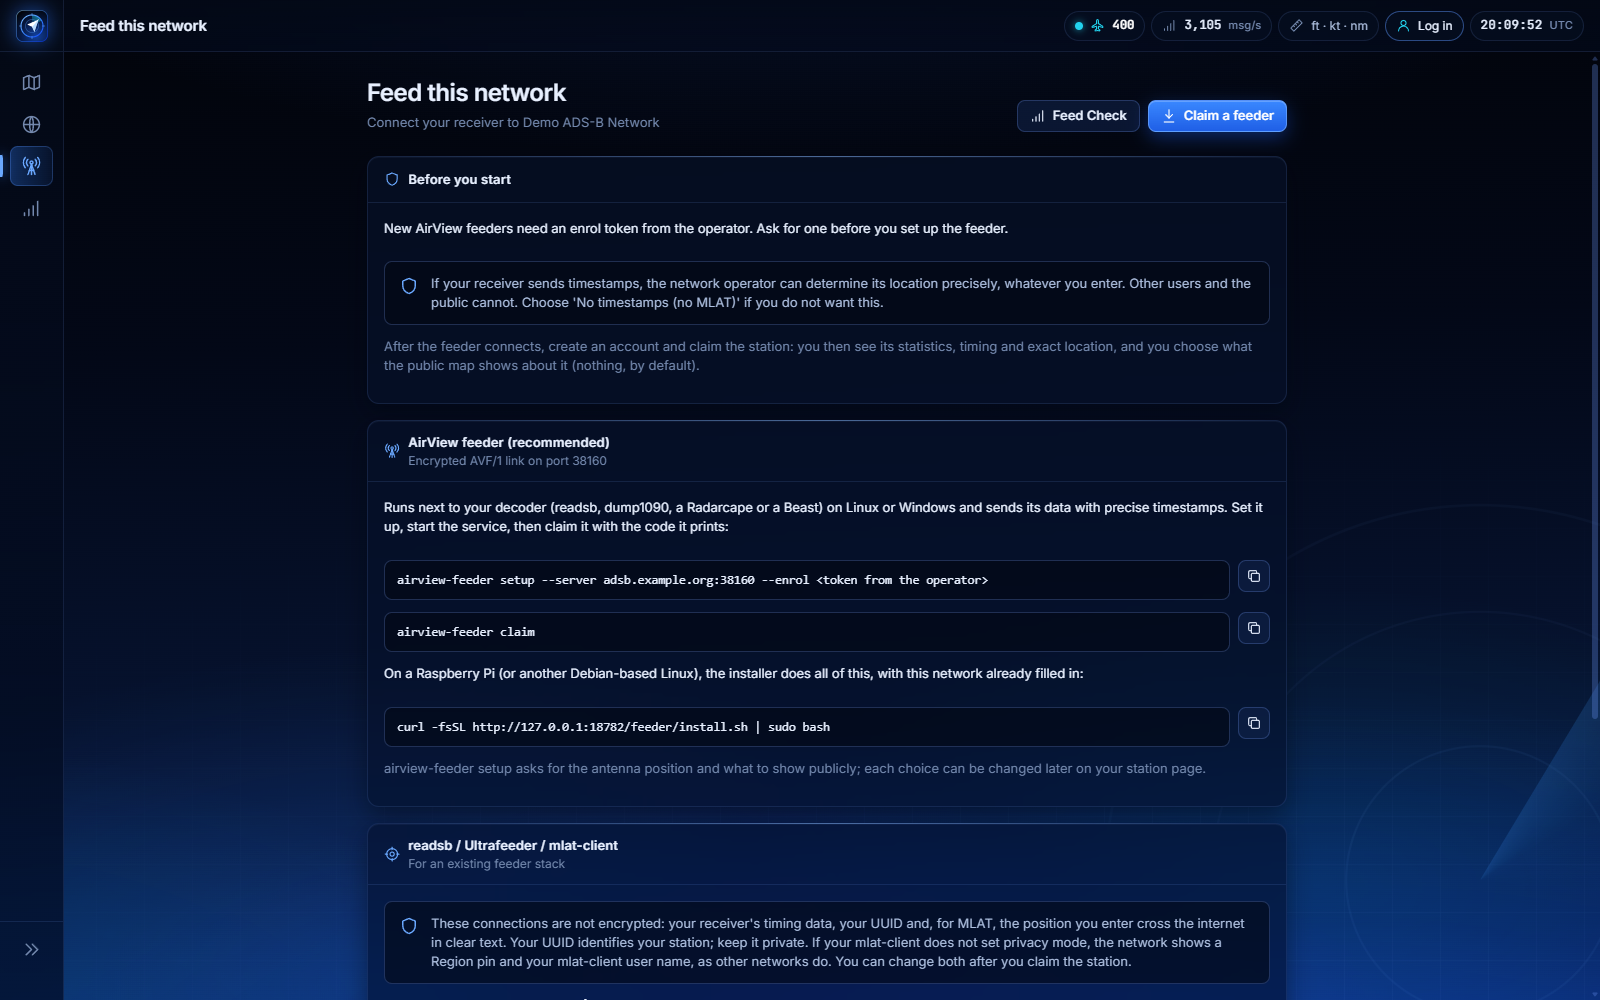 Feed this network
400
3,105 msg/s
ft · kt · nm
Log in
20:09:52 UTC
Feed this network
Connect your receiver to Demo ADS-B Network
Feed Check
Claim a feeder
Before you start
New AirView feeders need an enrol token from the operator. Ask for one before you set up the feeder.
If your receiver sends timestamps, the network operator can determine its location precisely, whatever you enter. Other users and the
public cannot. Choose 'No timestamps (no MLAT)' if you do not want this.
After the feeder connects, create an account and claim the station: you then see its statistics, timing and exact location, and you choose what
the public map shows about it (nothing, by default).
AirView feeder (recommended)
Encrypted AVF/1 link on port 38160
Runs next to your decoder (readsb, dump1090, a Radarcape or a Beast) on Linux or Windows and sends its data with precise timestamps. Set it
up, start the service, then claim it with the code it prints:
airview-feeder setup --server adsb.example.org:38160 --enrol <token from the operator>
airview-feeder claim
On a Raspberry Pi (or another Debian-based Linux), the installer does all of this, with this network already filled in:
curl -fsSL http://127.0.0.1:18782/feeder/install.sh | sudo bash
airview-feeder setup asks for the antenna position and what to show publicly; each choice can be changed later on your station page.
readsb / Ultrafeeder / mlat-client
For an existing feeder stack
These connections are not encrypted: your receiver's timing data, your UUID and, for MLAT, the position you enter cross the internet
in clear text. Your UUID identifies your station; keep it private. If your mlat-client does not set privacy mode, the network shows a
Region pin and your mlat-client user name, as other networks do. You can change both after you claim the station.